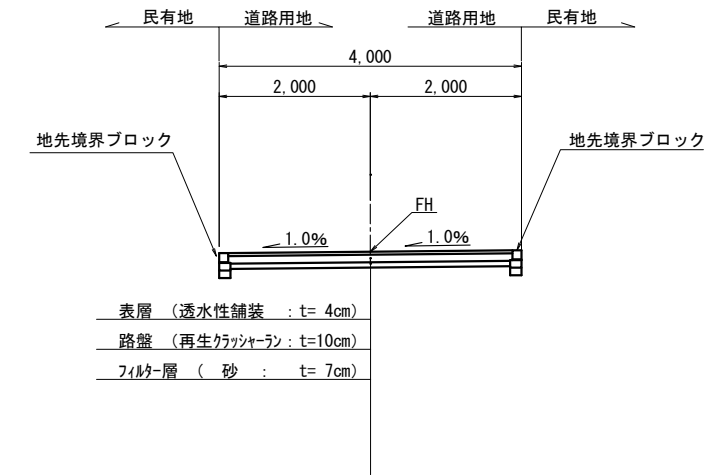 民有地 道路用地 道路用地 民有地
4,000
2,000 2,000
地先境界ブロック 地先境界ブロック
FH
1.0% 1.0%
表層 (透水性舗装 : t= 4cm)
路盤 (再生クラッシャーラン : t=10cm)
フィルター層 ( 砂 : t= 7cm)